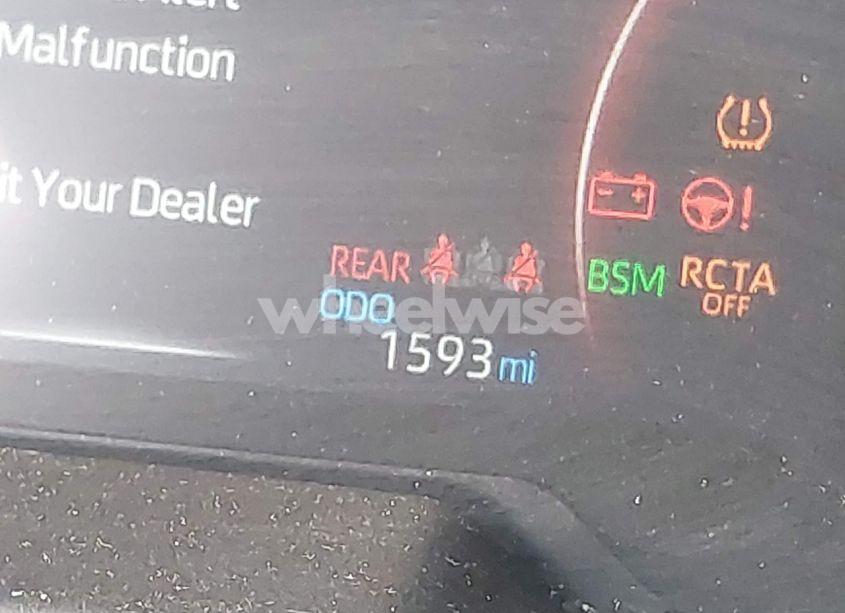 Malfunction
it Your Dealer
REAR
BSM
RCTA
OFF
ODO
wheelwise
1593 mi